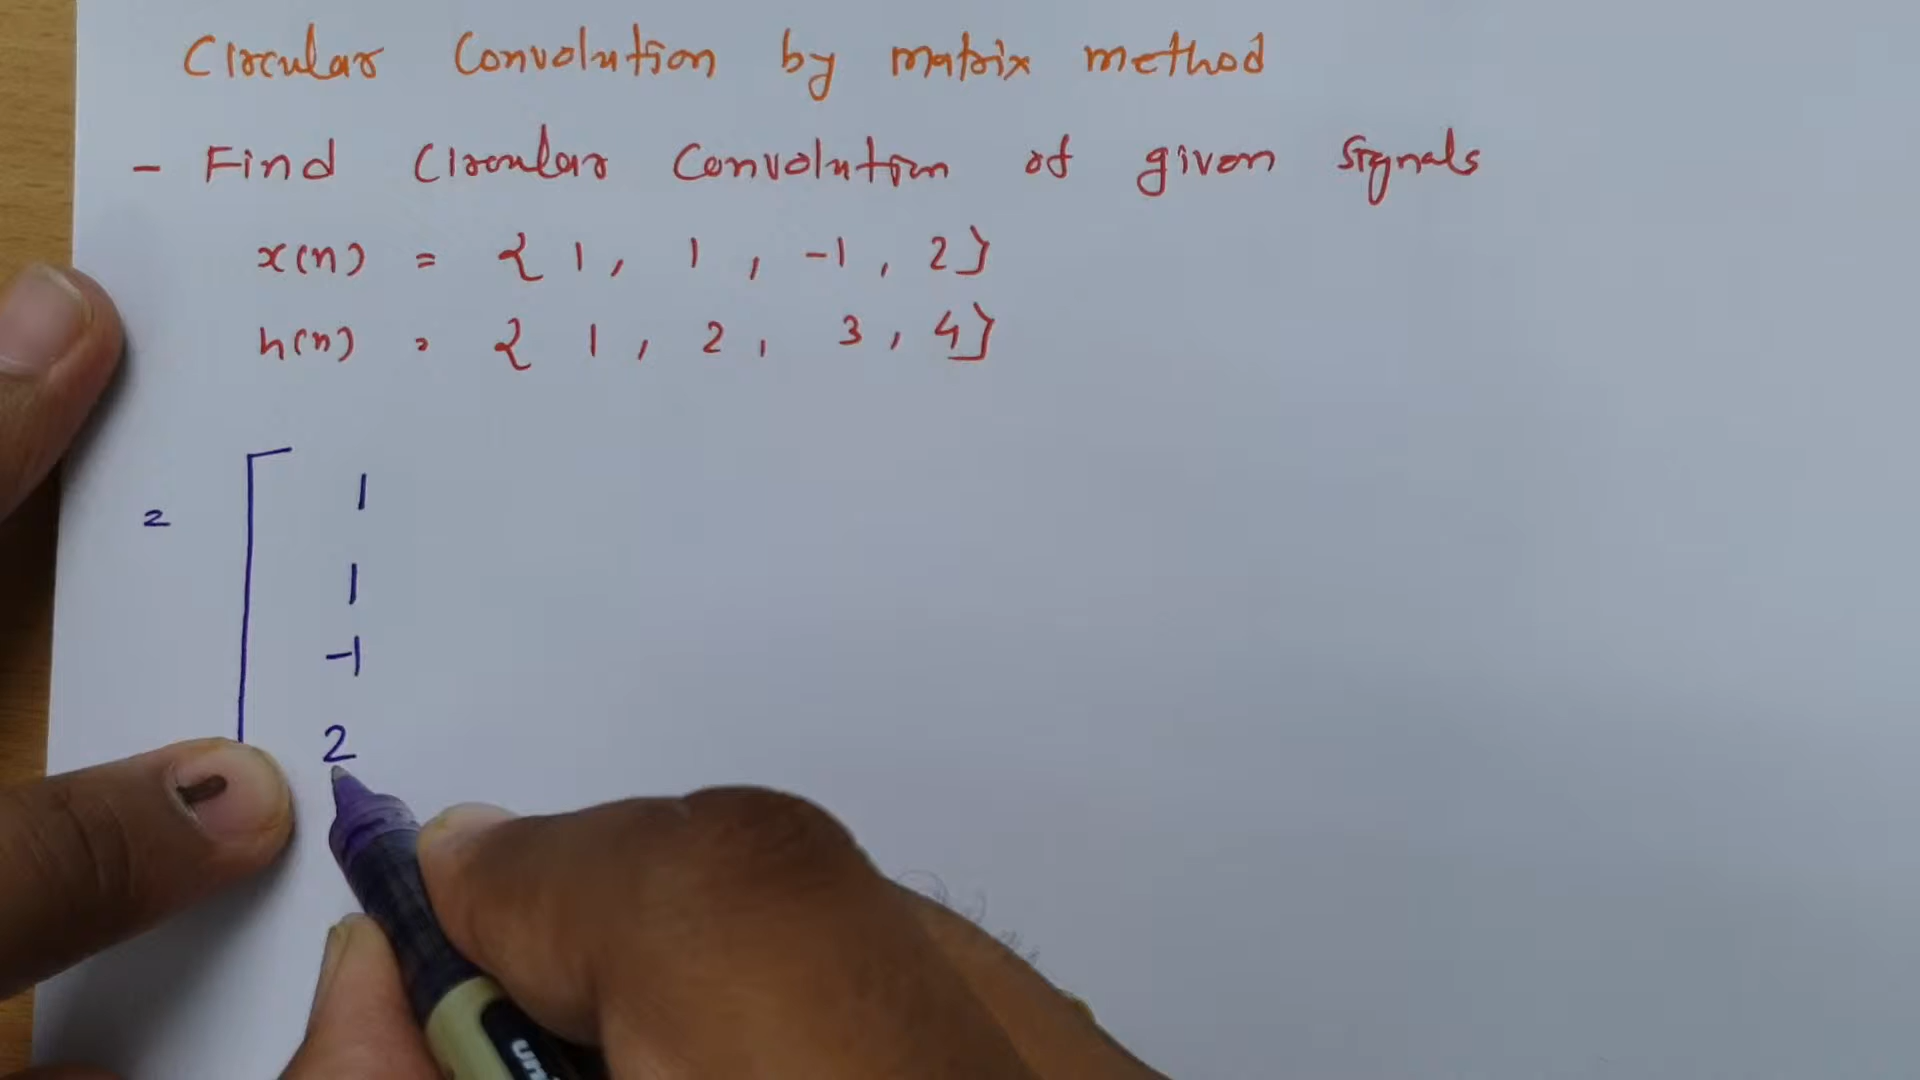 Circular Convolution by matrix method
- Find Circular Convolution of given signals
x(n) = { 1 , 1 , -1 , 2 }
h(n) = { 1 , 2 , 3 , 4 }
= [ 1
1
-1
2
uni